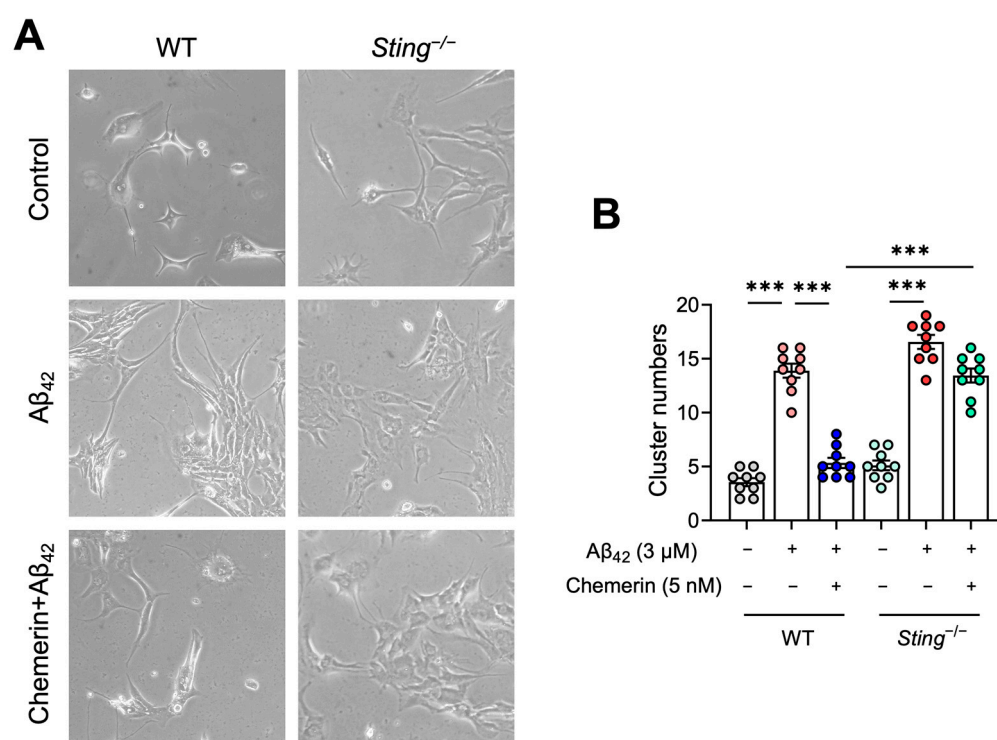 A
WT
Sting–/–
Control
Aβ42
Chemerin+Aβ42
B
***
*** *** ***
Cluster numbers
20
15
10
5
0
Aβ42 (3 μM) – + + – + +
Chemerin (5 nM) – – + – – +
WT
Sting–/–